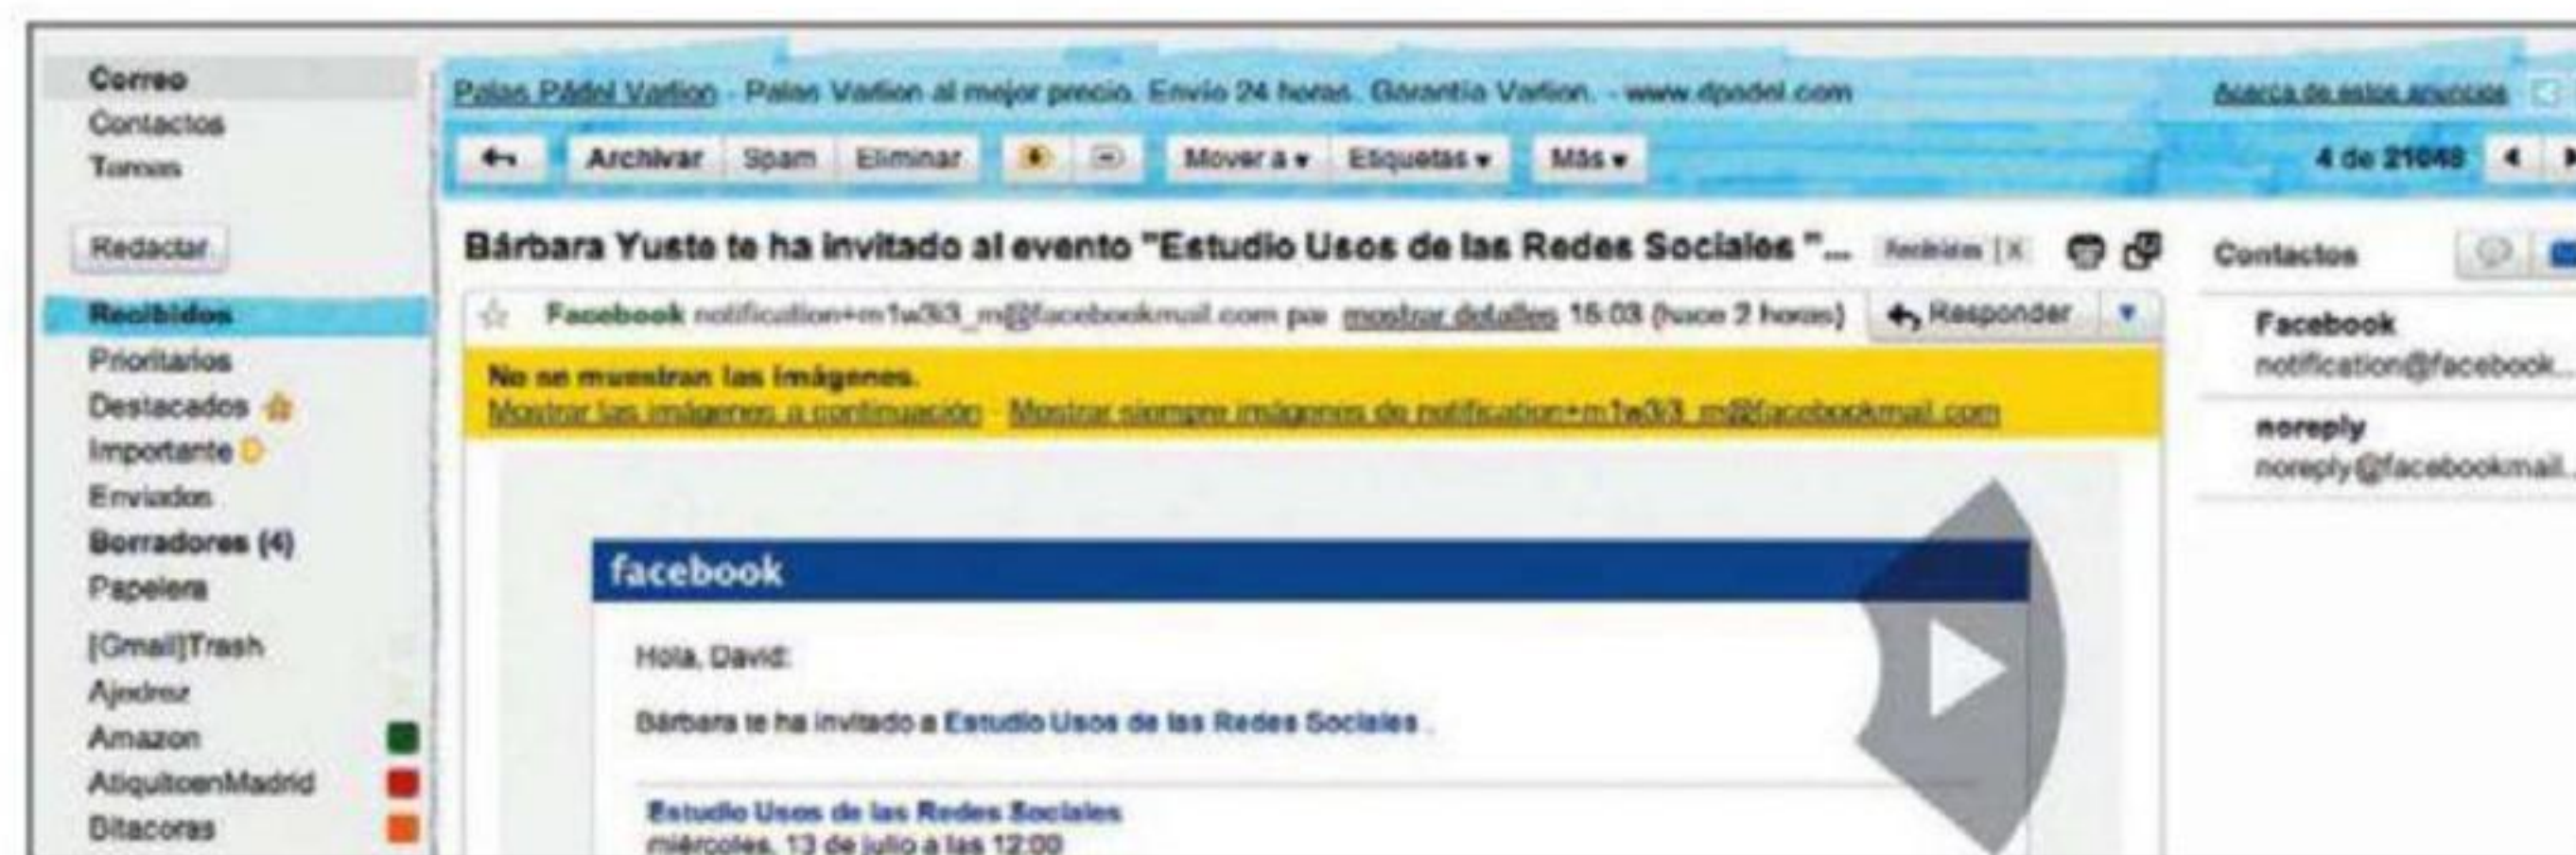 Correo
Contactos
Tareas
Redactar
Recibidos
Prioritarios
Destacados
Importante
Enviados
Borradores (4)
Papelera
[Gmail]Trash
Ajedrez
Amazon
AtiquitoenMadrid
Bitacoras
Palas Pádel Varlion - Palas Varlion al mejor precio. Envío 24 horas. Garantía Varlion. - www.dpadel.com
Acerca de estos anuncios
Archivar Spam Eliminar Mover a Etiquetas Más
4 de 21048
Bárbara Yuste te ha invitado al evento "Estudio Usos de las Redes Sociales "...
Recibidos X
Facebook par mostrar detalles 15:03 (hace 2 horas) Responder
No se muestran las imágenes.
Mostrar las imágenes a continuación - Mostrar siempre imágenes de
facebook
Hola, David:
Bárbara te ha invitado a Estudio Usos de las Redes Sociales .
Estudio Usos de las Redes Sociales
miércoles, 13 de julio a las 12:00
Contactos
Facebook
notification@facebook...
noreply
noreply@facebookmail...